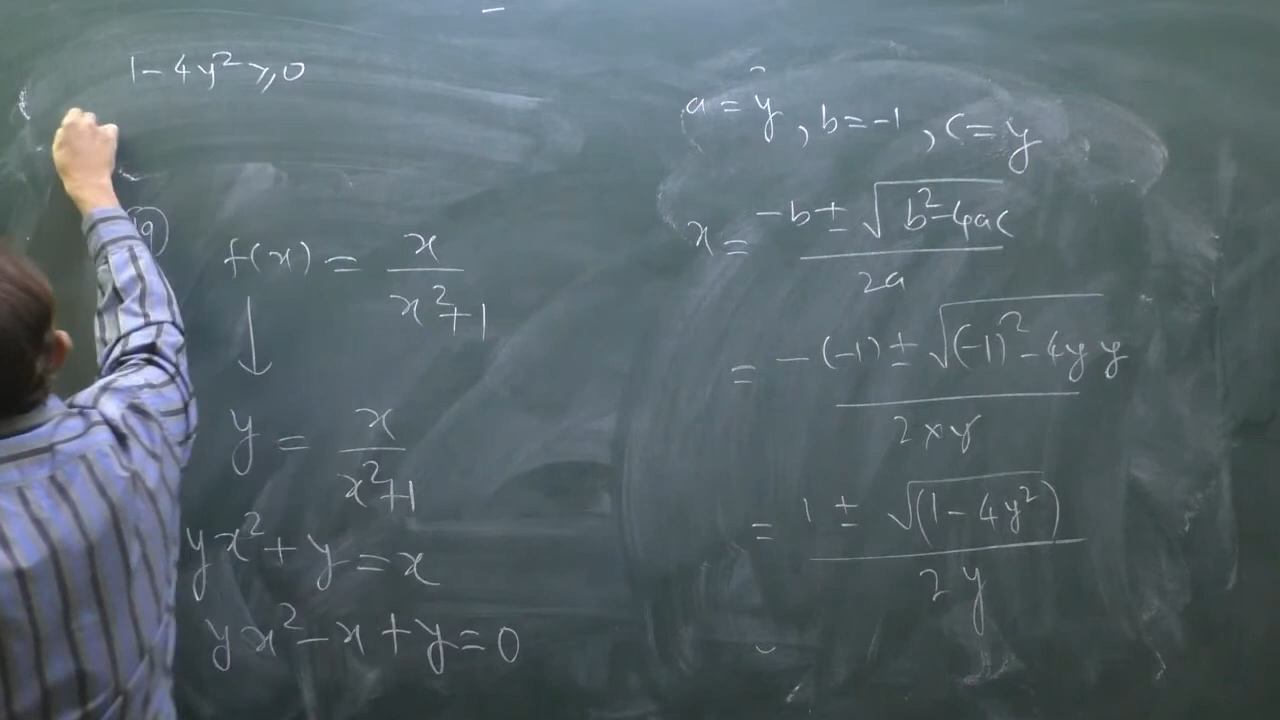 1 - 4y² ≥ 0
f(x) = x / (x² + 1)
↓
y = x / (x² + 1)
yx² + y = x
yx² - x + y = 0
a = y , b = -1 , c = y
x = (-b ± √(b² - 4ac)) / 2a
= (-(-1) ± √((-1)² - 4y y)) / (2 × y)
= (1 ± √(1 - 4y²)) / 2y